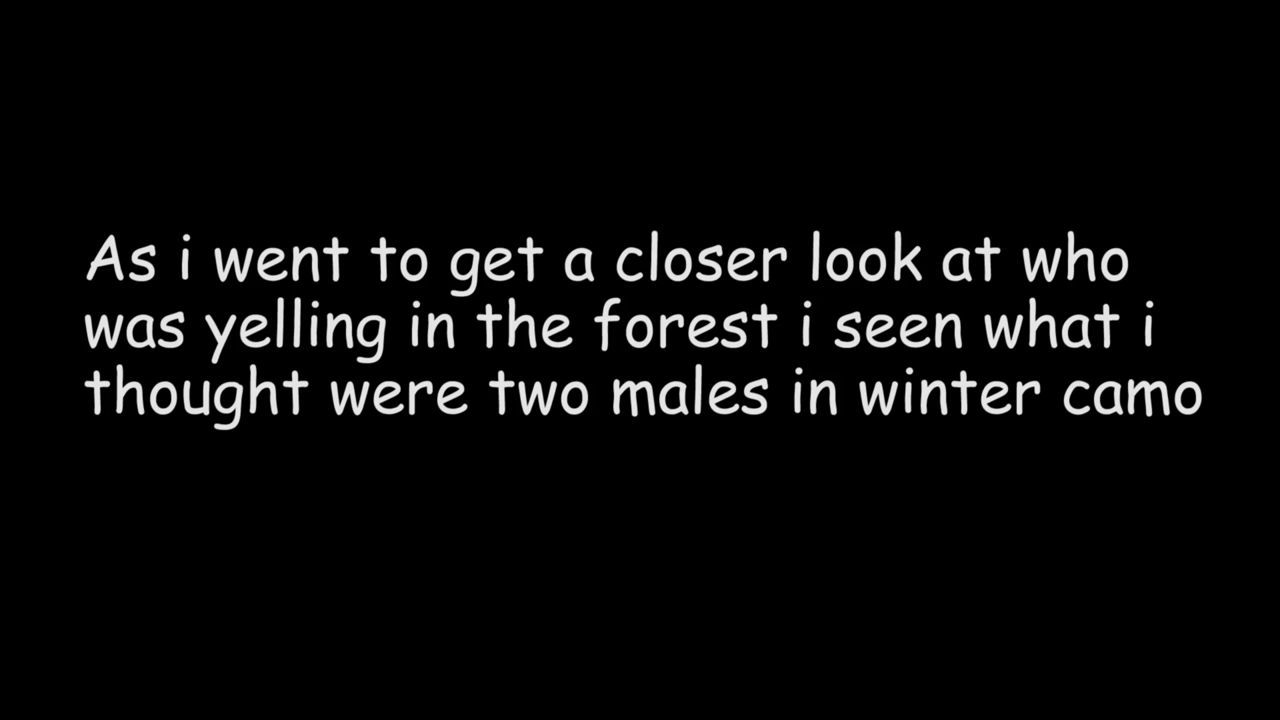 As i went to get a closer look at who
was yelling in the forest i seen what i
thought were two males in winter camo